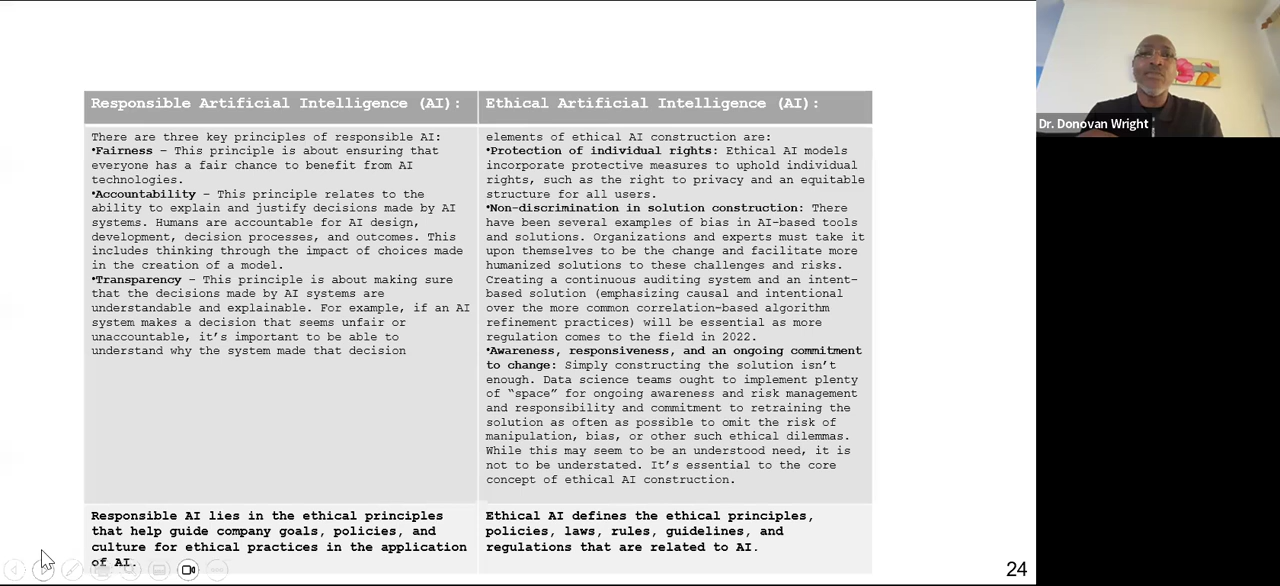 Responsible Artificial Intelligence (AI):
There are three key principles of responsible AI:
•Fairness – This principle is about ensuring that
everyone has a fair chance to benefit from AI
technologies.
•Accountability – This principle relates to the
ability to explain and justify decisions made by AI
systems. Humans are accountable for AI design,
development, decision processes, and outcomes. This
includes thinking through the impact of choices made
in the creation of a model.
•Transparency – This principle is about making sure
that the decisions made by AI systems are
understandable and explainable. For example, if an AI
system makes a decision that seems unfair or
unaccountable, it’s important to be able to
understand why the system made that decision
Responsible AI lies in the ethical principles
that help guide company goals, policies, and
culture for ethical practices in the application
of AI.
Ethical Artificial Intelligence (AI):
elements of ethical AI construction are:
•Protection of individual rights: Ethical AI models
incorporate protective measures to uphold individual
rights, such as the right to privacy and an equitable
structure for all users.
•Non-discrimination in solution construction: There
have been several examples of bias in AI-based tools
and solutions. Organizations and experts must take it
upon themselves to be the change and facilitate more
humanized solutions to these challenges and risks.
Creating a continuous auditing system and an intent-
based solution (emphasizing causal and intentional
over the more common correlation-based algorithm
refinement practices) will be essential as more
regulation comes to the field in 2022.
•Awareness, responsiveness, and an ongoing commitment
to change: Simply constructing the solution isn’t
enough. Data science teams ought to implement plenty
of “space” for ongoing awareness and risk management
and responsibility and commitment to retraining the
solution as often as possible to omit the risk of
manipulation, bias, or other such ethical dilemmas.
While this may seem to be an understood need, it is
not to be understated. It’s essential to the core
concept of ethical AI construction.
Ethical AI defines the ethical principles,
policies, laws, rules, guidelines, and
regulations that are related to AI.
24
Dr. Donovan Wright